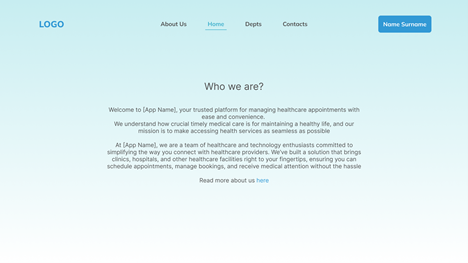 LOGO
About Us
Home
Depts
Contacts
Name Surname
Who we are?
Welcome to [App Name], your trusted platform for managing healthcare appointments with
ease and convenience.
We understand how crucial timely medical care is for maintaining a healthy life, and our
mission is to make accessing health services as seamless as possible
At [App Name], we are a team of healthcare and technology enthusiasts committed to
simplifying the way you connect with healthcare providers. We've built a solution that brings
clinics, hospitals, and other healthcare facilities right to your fingertips, ensuring you can
schedule appointments, manage bookings, and receive medical attention without the hassle
Read more about us here